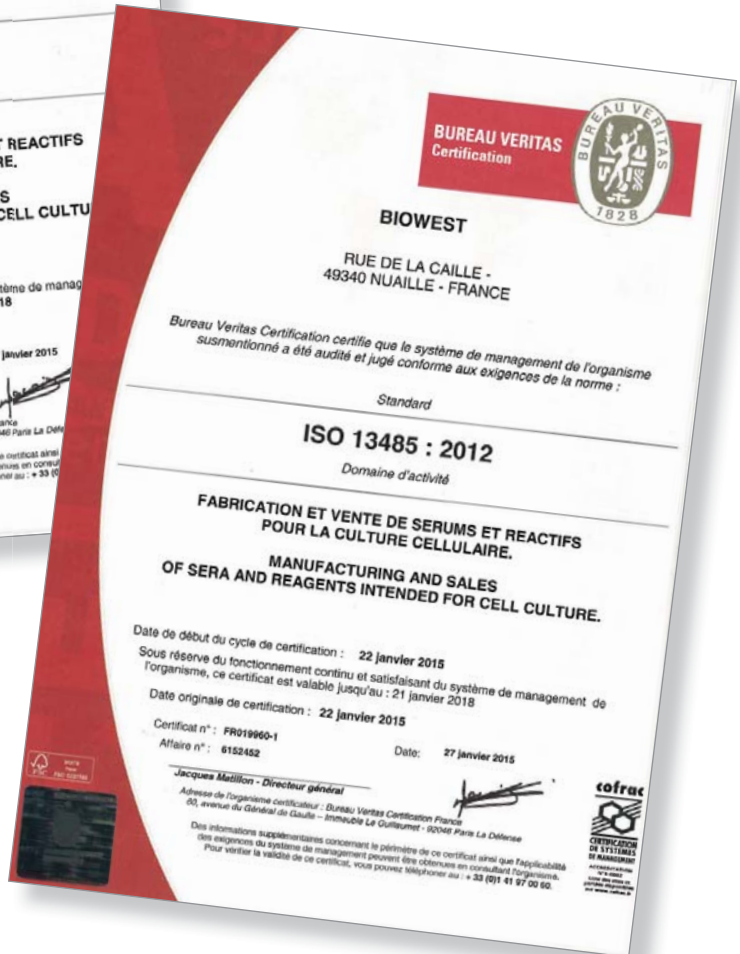 REACTIFS
RE.
S
CELL CULTU
tème de manag
18
janvier 2015
BUREAU VERITAS
Certification
BUREAU VERITAS
1828
BIOWEST
RUE DE LA CAILLE -
49340 NUAILLE - FRANCE
Bureau Veritas Certification certifie que le système de management de l'organisme
susmentionné a été audité et jugé conforme aux exigences de la norme :
Standard
ISO 13485 : 2012
Domaine d'activité
FABRICATION ET VENTE DE SERUMS ET REACTIFS
POUR LA CULTURE CELLULAIRE.
MANUFACTURING AND SALES
OF SERA AND REAGENTS INTENDED FOR CELL CULTURE.
Date de début du cycle de certification : 22 janvier 2015
Sous réserve du fonctionnement continu et satisfaisant du système de management de
l'organisme, ce certificat est valable jusqu'au : 21 janvier 2018
Date originale de certification : 22 janvier 2015
Certificat n° : FR019960-1
Affaire n° : 6152452
Date: 27 janvier 2015
Jacques Matillon - Directeur général
Adresse de l'organisme certificateur : Bureau Veritas Certification France
60, avenue du Général de Gaulle – Immeuble Le Guillaumet - 92046 Paris La Défense
Des informations supplémentaires concernant le périmètre de ce certificat ainsi que l'applicabilité
des exigences du système de management peuvent être obtenues en consultant l'organisme.
Pour vérifier la validité de ce certificat, vous pouvez téléphoner au : + 33 (0)1 41 97 00 60.
cofrac
CERTIFICATION
DE SYSTEMES
DE MANAGEMENT